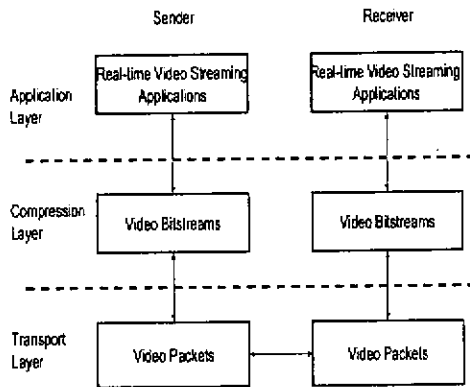 Sender Receiver
Real-time Video Streaming Applications
Real-time Video Streaming Applications
Application Layer
Compression Layer
Video Bitstreams
Video Bitstreams
Transport Layer
Video Packets
Video Packets